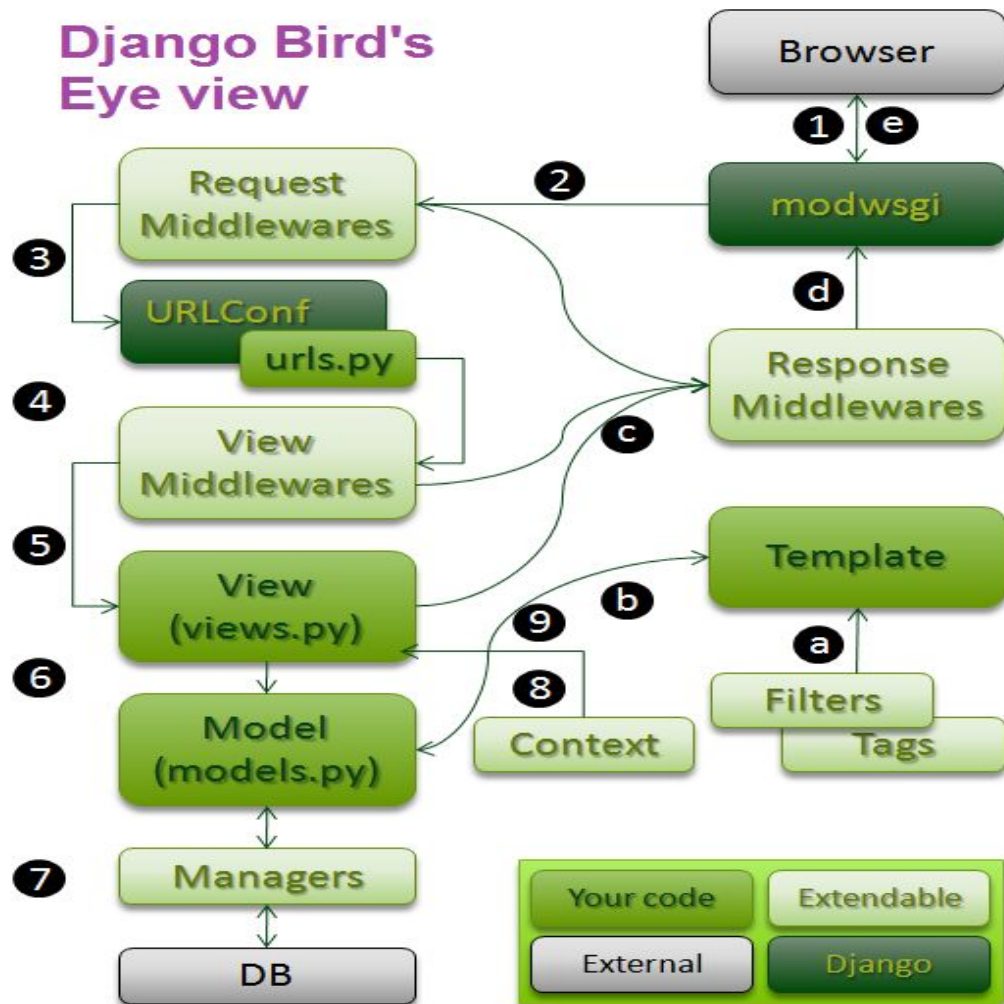 Django Bird's
Eye view
Browser
1
e
Request
Middlewares
2
modwsgi
3
d
URLConf
urls.py
Response
Middlewares
4
c
View
Middlewares
5
Template
View
(views.py)
9
b
a
6
8
Filters
Model
(models.py)
Context
Tags
7
Managers
Your code
Extendable
DB
External
Django